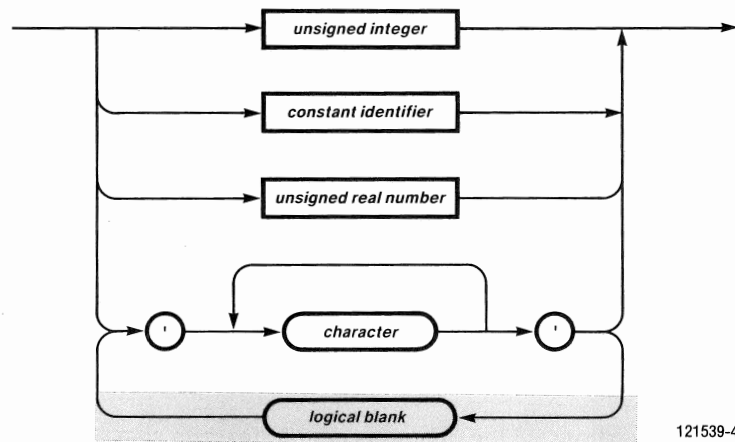 unsigned integer
constant identifier
unsigned real number
' character '
logical blank
121539-4